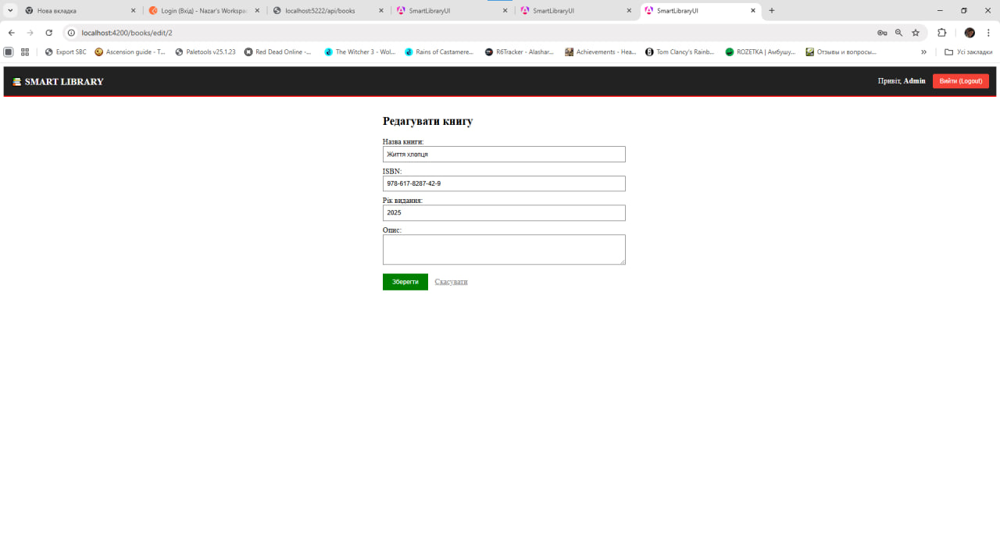 Нова вкладка
Login (Вхід) - Nazar's Workspac
localhost:5222/api/books
SmartLibraryUI
SmartLibraryUI
SmartLibraryUI
localhost:4200/books/edit/2
Export SBC
Ascension guide - T...
Paletools v25.1.23
Red Dead Online -...
The Witcher 3 - Wol...
Rains of Castamere...
R6Tracker - Alashar...
Achievements - Hea...
Tom Clancy's Rainb...
ROZETKA | Амбушу...
Отзывы и вопросы...
»
Усі закладки
SMART LIBRARY
Привіт, Admin
Вийти (Logout)
Редагувати книгу
Назва книги:
Життя хлопця
ISBN:
978-617-8287-42-9
Рік видання:
2025
Опис:
Зберегти
Скасувати